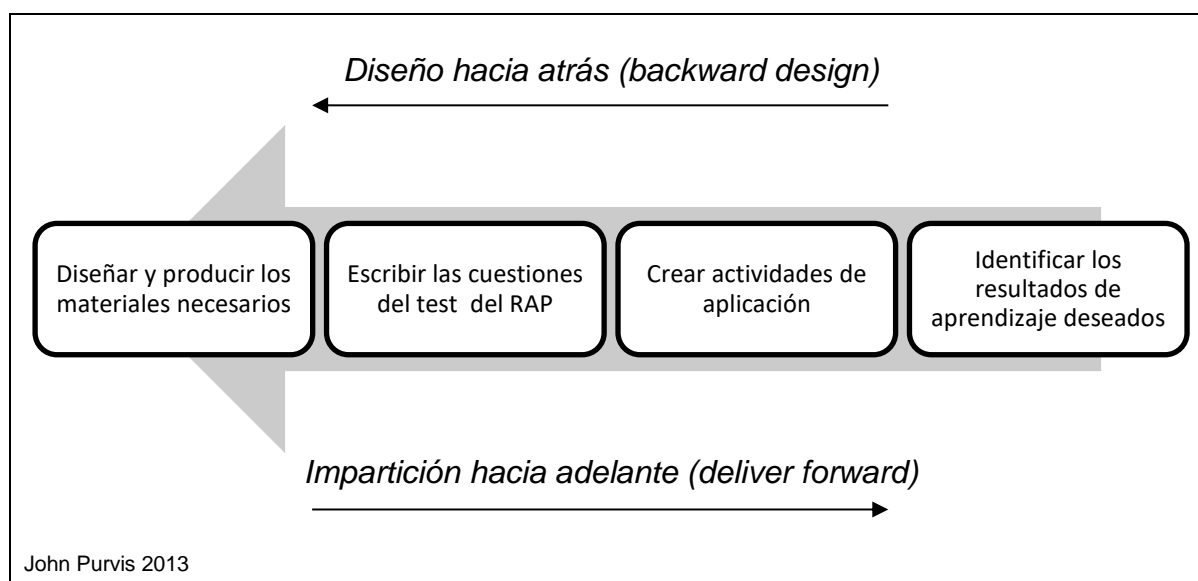 Diseño hacia atrás (backward design)
Diseñar y producir los
materiales necesarios
Escribir las cuestiones
del test del RAP
Crear actividades de
aplicación
Identificar los
resultados de
aprendizaje deseados
Impartición hacia adelante (deliver forward)
John Purvis 2013